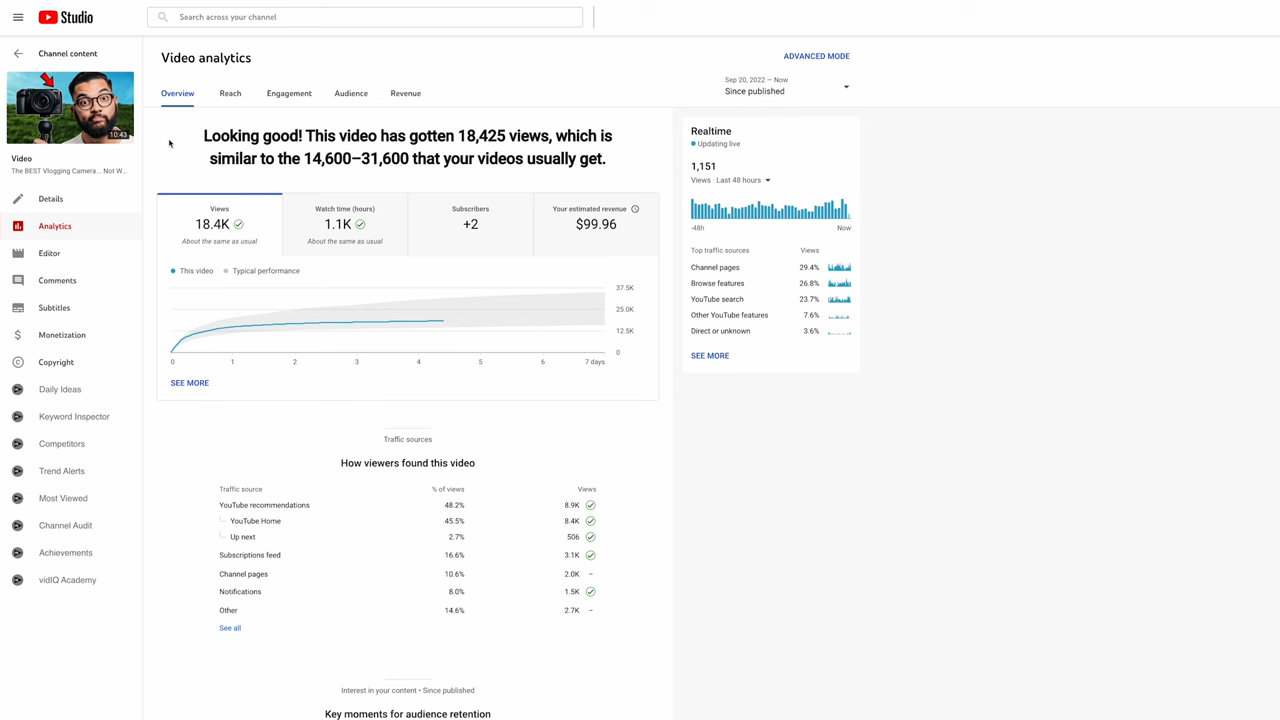 Studio
Search across your channel
Channel content
10:43
Video
The BEST Vlogging Camera... Not W...
Details
Analytics
Editor
Comments
Subtitles
Monetization
Copyright
Daily Ideas
Keyword Inspector
Competitors
Trend Alerts
Most Viewed
Channel Audit
Achievements
vidIQ Academy
Video analytics
ADVANCED MODE
Sep 20, 2022 — Now
Since published
Overview Reach Engagement Audience Revenue
Looking good! This video has gotten 18,425 views, which is
similar to the 14,600–31,600 that your videos usually get.
Views
18.4K
About the same as usual
Watch time (hours)
1.1K
About the same as usual
Subscribers
+2
Your estimated revenue
$99.96
This video Typical performance
37.5K
25.0K
12.5K
0
0 1 2 3 4 5 6 7 days
SEE MORE
Traffic sources
How viewers found this video
Traffic source % of views Views
YouTube recommendations 48.2% 8.9K
YouTube Home 45.5% 8.4K
Up next 2.7% 506
Subscriptions feed 16.6% 3.1K
Channel pages 10.6% 2.0K –
Notifications 8.0% 1.5K
Other 14.6% 2.7K –
See all
Interest in your content • Since published
Key moments for audience retention
Realtime
Updating live
1,151
Views · Last 48 hours
-48h Now
Top traffic sources Views
Channel pages 29.4%
Browse features 26.8%
YouTube search 23.7%
Other YouTube features 7.6%
Direct or unknown 3.6%
SEE MORE